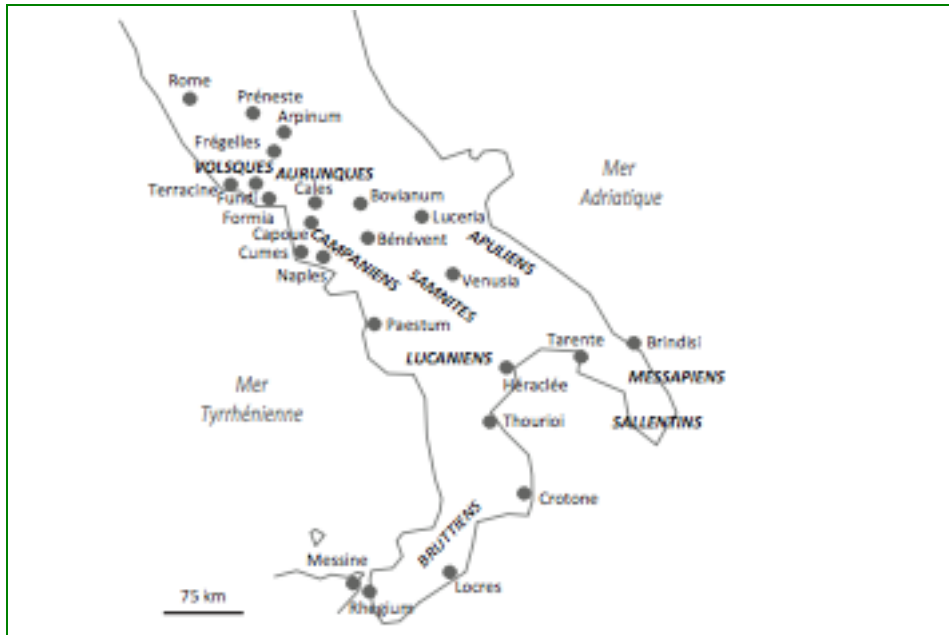 Rome
Préneste
Arpinum
Frégelles
VOLSQUES
AURUNQUES
Terracine
Fundi
Cales
Bovianum
Formia
Luceria
Capoue
Bénévent
APULIENS
Cumes
CAMPANIENS
Naples
SAMNITES
Venusia
Mer
Adriatique
Paestum
Tarente
Brindisi
LUCANIENS
Héraclée
MESSAPIENS
Mer
Tyrrhénienne
Thourioi
SALLENTINS
Crotone
BRUTTIENS
Messine
Locres
Rhegium
75 km